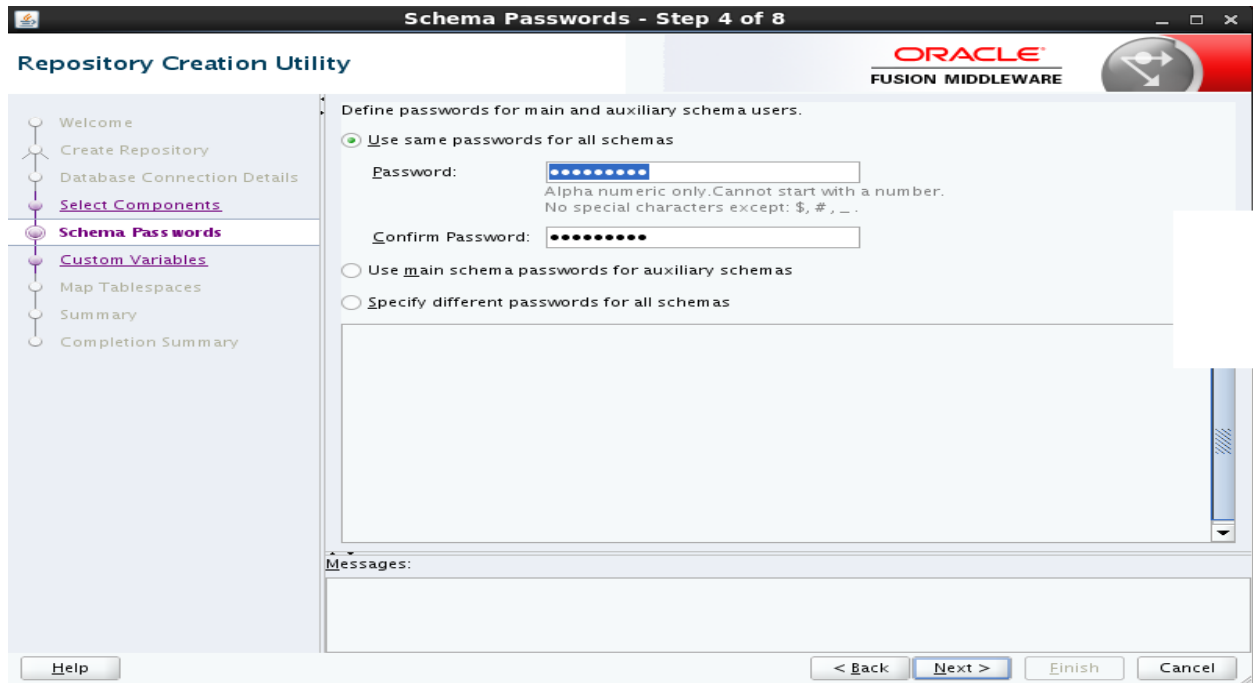 Schema Passwords - Step 4 of 8
Repository Creation Utility
ORACLE
FUSION MIDDLEWARE
Welcome
Create Repository
Database Connection Details
Select Components
Schema Passwords
Custom Variables
Map Tablespaces
Summary
Completion Summary
Define passwords for main and auxiliary schema users.
Use same passwords for all schemas
Password:
Alpha numeric only.Cannot start with a number.
No special characters except: $, #, _ .
Confirm Password:
Use main schema passwords for auxiliary schemas
Specify different passwords for all schemas
Messages:
Help
< Back
Next >
Finish
Cancel